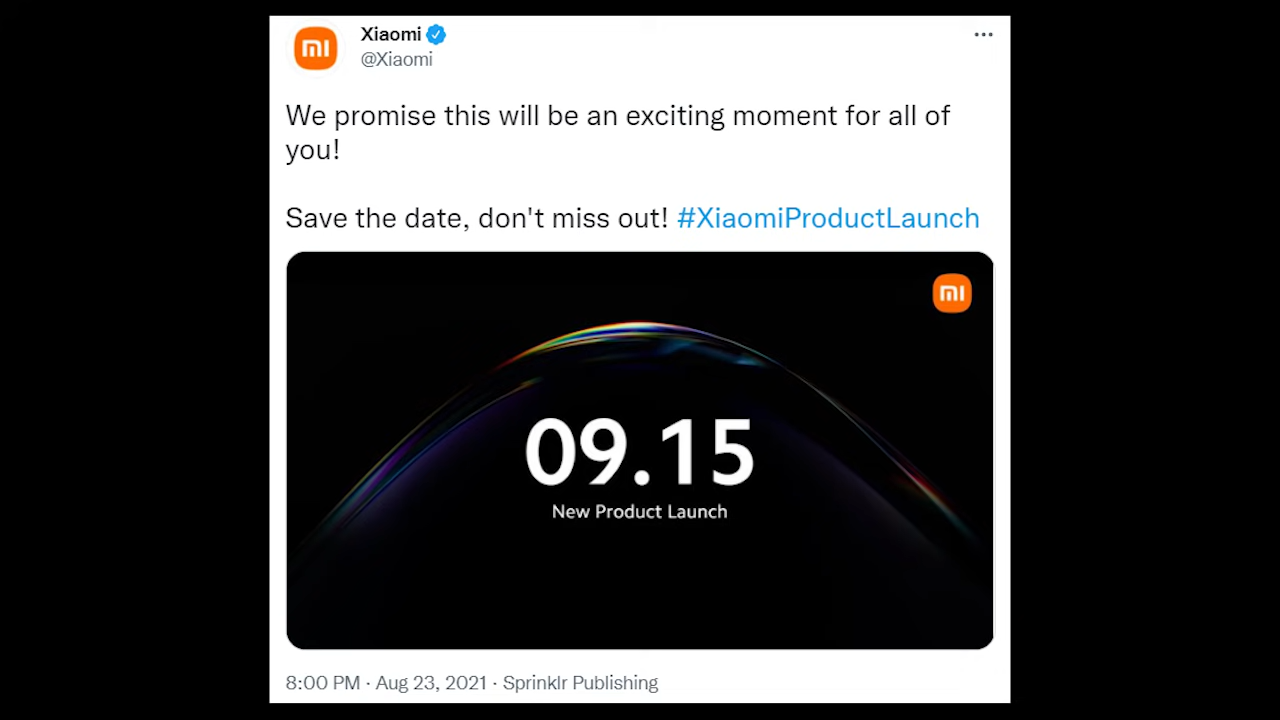 Xiaomi
@Xiaomi
We promise this will be an exciting moment for all of
you!
Save the date, don't miss out! #XiaomiProductLaunch
09.15
New Product Launch
8:00 PM · Aug 23, 2021 · Sprinklr Publishing